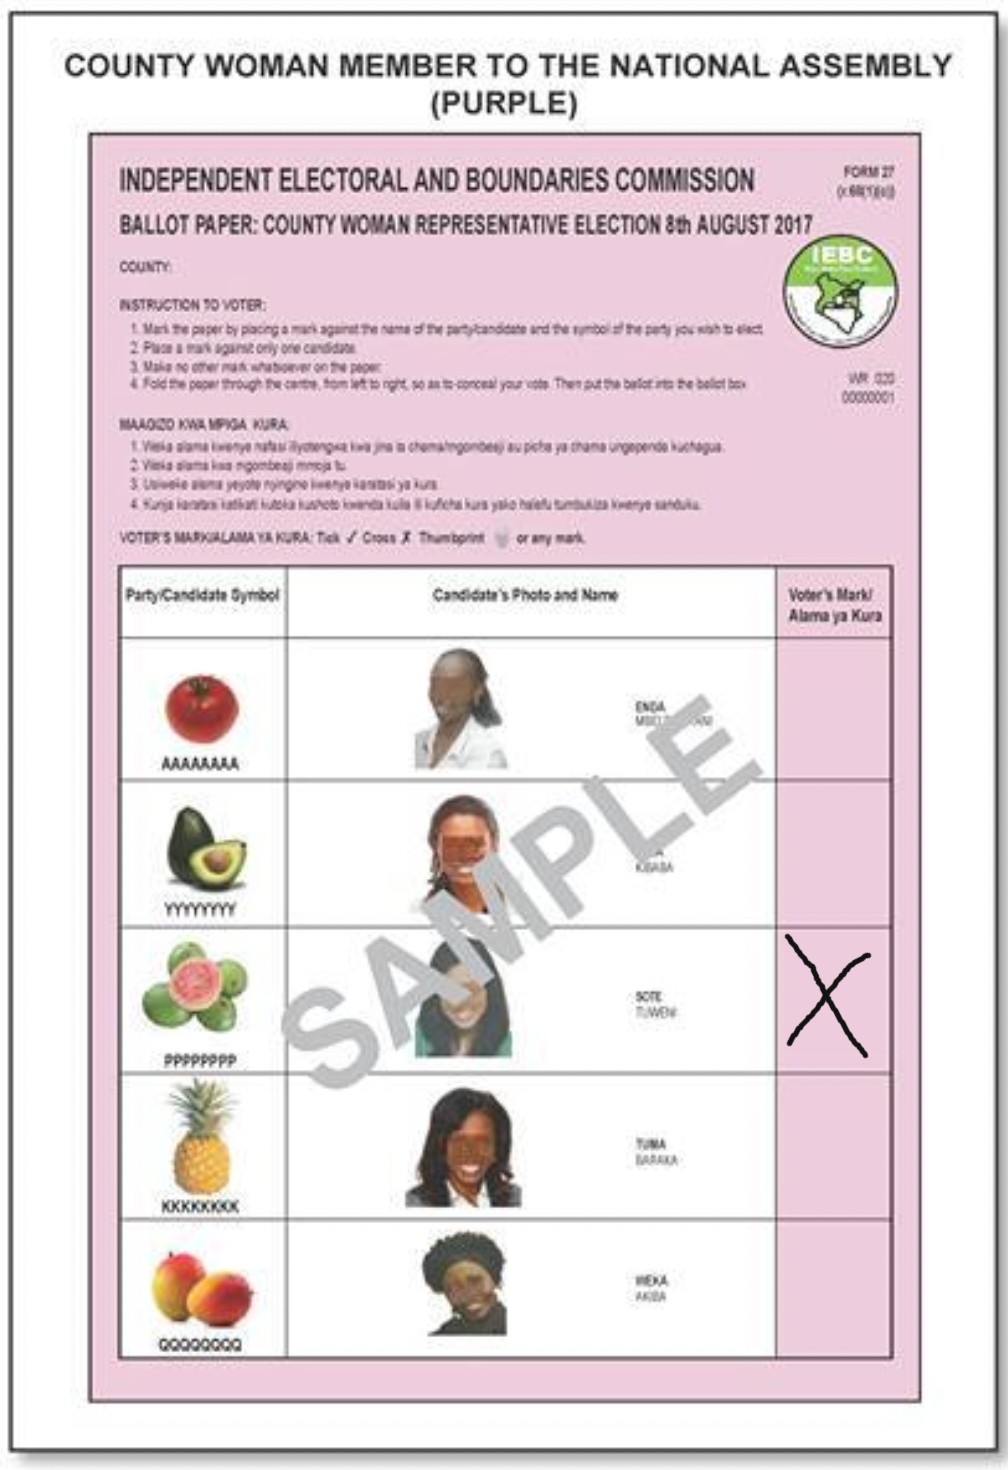 COUNTY WOMAN MEMBER TO THE NATIONAL ASSEMBLY
(PURPLE)
INDEPENDENT ELECTORAL AND BOUNDARIES COMMISSION
FORM 27
BALLOT PAPER: COUNTY WOMAN REPRESENTATIVE ELECTION 8th AUGUST 2017
IEBC
COUNTY:
INSTRUCTION TO VOTER:
1. Mark the paper by placing a mark against the name of the party/candidate and the symbol of the party you wish to elect.
2. Place a mark against only one candidate.
3. Make no other mark whatsoever on the paper.
4. Fold the paper through the centre, from left to right, so as to conceal your vote. Then put the ballot into the ballot box
WR 020
00000001
MAAGIZO KWA MPIGA KURA:
1. Weka alama kwenye nafasi iliyotengwa kwa jina la chama/mgombeaji au picha ya chama ungependa kuchagua.
2. Weka alama kwa mgombeaji mmoja tu.
3. Usiweke alama yeyote nyingine kwenye karatasi ya kura.
4. Kunja karatasi katikati kutoka kushoto kwenda kulia ili kuficha kura yako halafu tumbukiza kwenye sanduku.
VOTER'S MARK/ALAMA YA KURA: Tick ✓ Cross ✗ Thumbprint or any mark.
Party/Candidate Symbol
Candidate's Photo and Name
Voter's Mark/
Alama ya Kura
AAAAAAAA
ENDA
YYYYYYYY
KIBABA
PPPPPPPP
SOTE
TUWENI
X
KKKKKKKK
TUMA
BARAKA
QQQQQQQQ
WEKA
AKIBA
SAMPLE